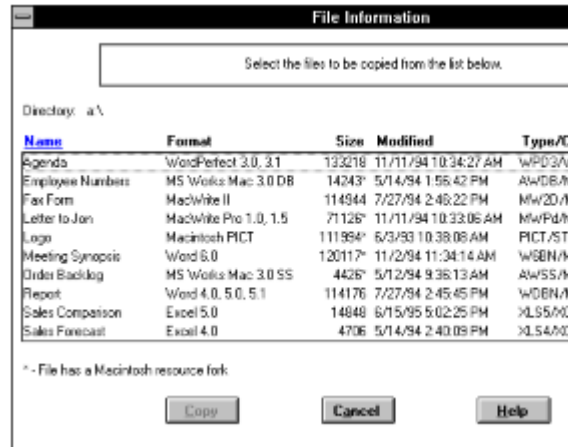 File Information
Select the files to be copied from the list below.
Directory: a:\
Name Format Size Modified Type/C
Agenda WordPerfect 3.0, 3.1 133218 11/11/94 10:34:27 AM WPD3/
Employee Numbers MS Works Mac 3.0 DB 14243* 5/14/94 1:56:42 PM AWDB/
Fax Form MacWrite II 114944 7/27/94 2:46:22 PM MW2D/
Letter to Jon MacWrite Pro 1.0, 1.5 71126* 11/11/94 10:33:06 AM MWPd/
Logo Macintosh PICT 111994* 6/3/93 10:38:08 AM PICT/ST
Meeting Synopsis Word 6.0 120117* 11/2/94 11:34:14 AM W6BN/
Order Backlog MS Works Mac 3.0 SS 4426* 5/12/94 9:36:13 AM AWSS/
Report Word 4.0, 5.0, 5.1 114176 7/27/94 2:45:45 PM WDBN/
Sales Comparison Excel 5.0 14848 6/15/95 5:02:25 PM XLS5/
Sales Forecast Excel 4.0 4706 5/14/94 2:40:09 PM XLS4/
* - File has a Macintosh resource fork
Copy Cancel Help